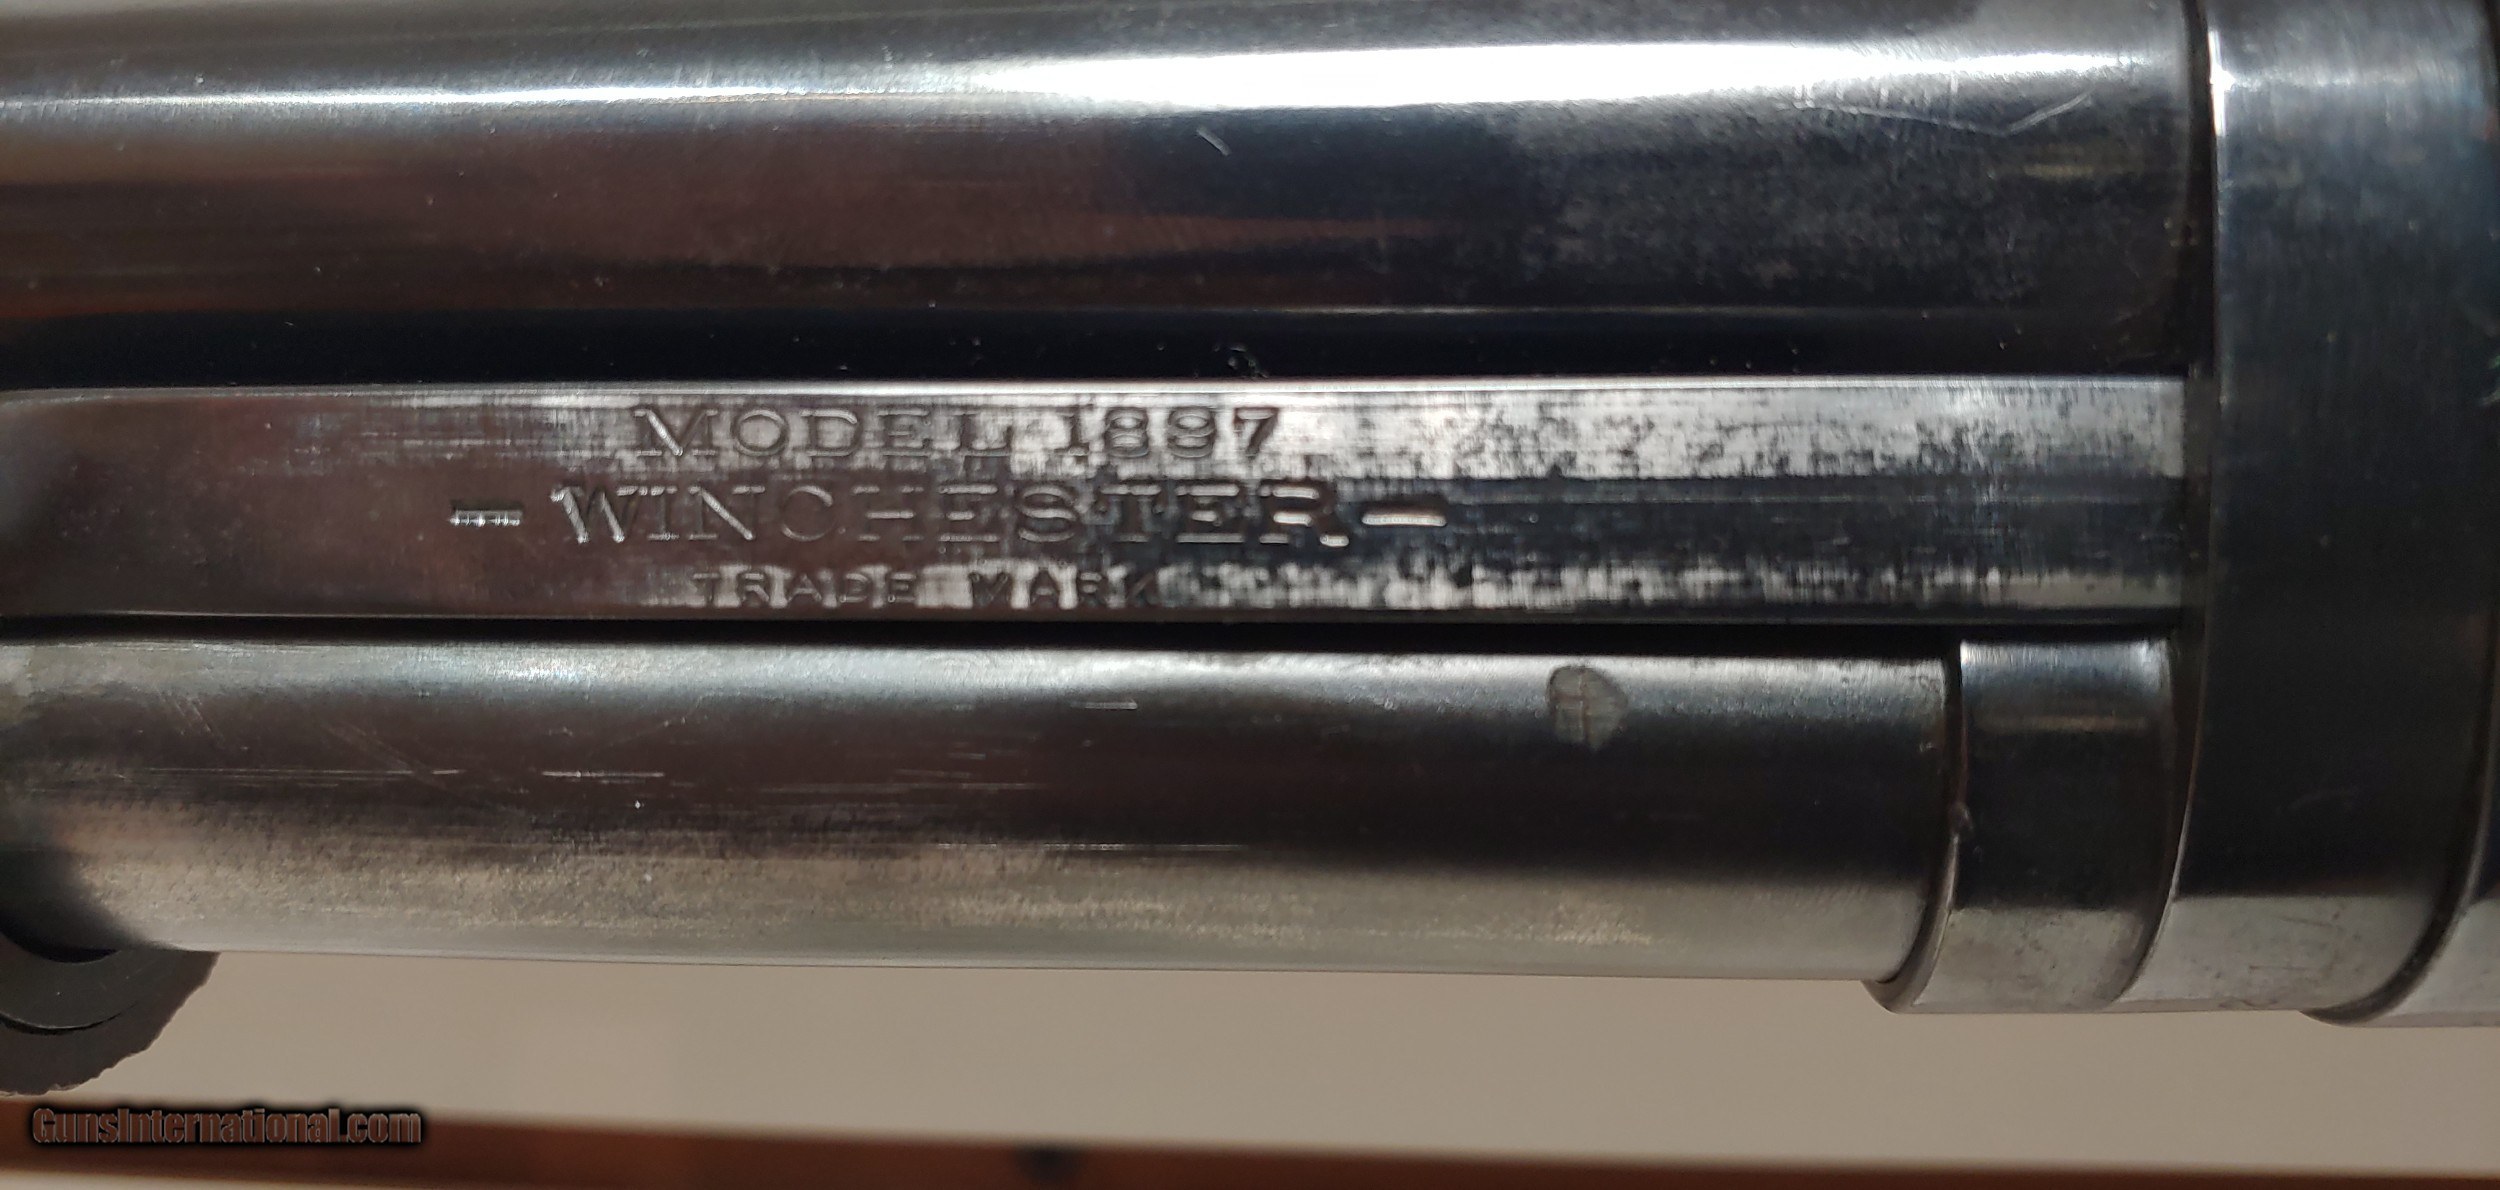 MODEL 1897
-WINCHESTER-
TRADE MARK
GunsInternational.com